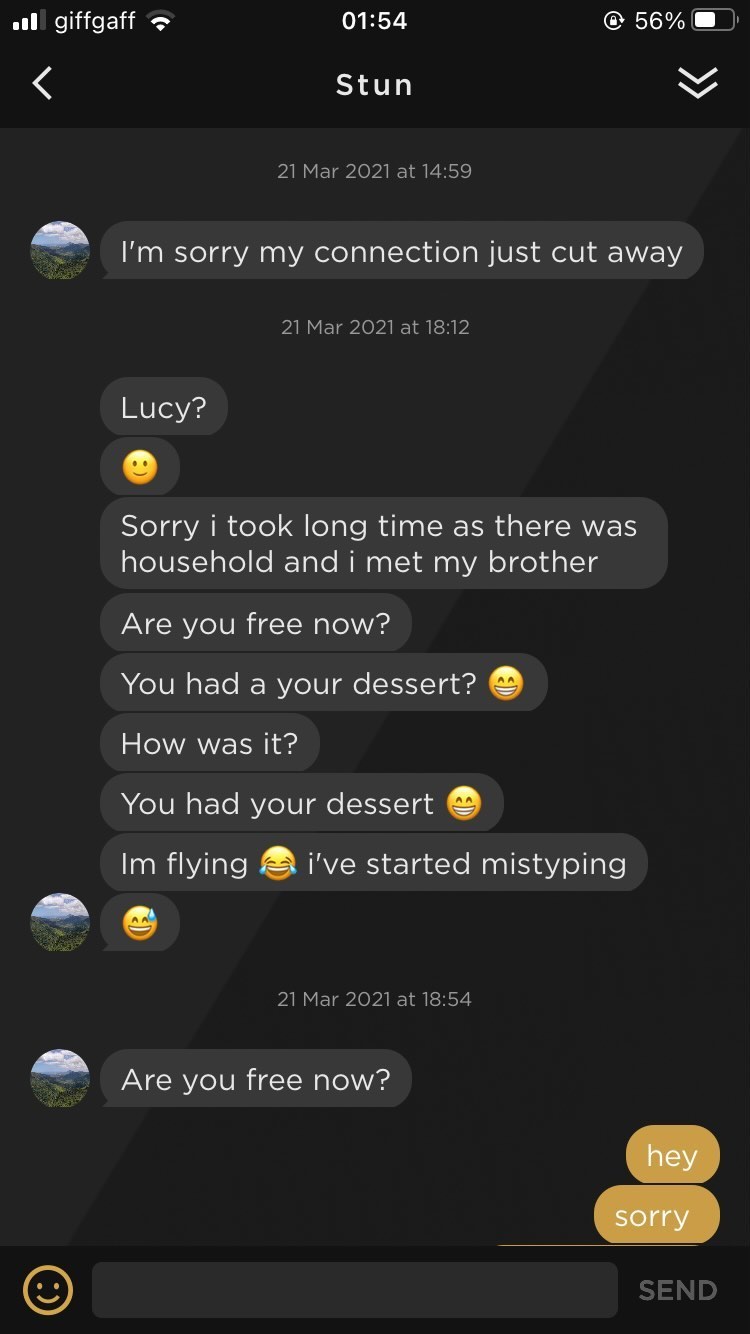 giffgaff 01:54 56%
Stun
21 Mar 2021 at 14:59
I'm sorry my connection just cut away
21 Mar 2021 at 18:12
Lucy?
🙂
Sorry i took long time as there was
household and i met my brother
Are you free now?
You had a your dessert? 😁
How was it?
You had your dessert 😁
Im flying 😂 i've started mistyping
😅
21 Mar 2021 at 18:54
Are you free now?
hey
sorry
SEND